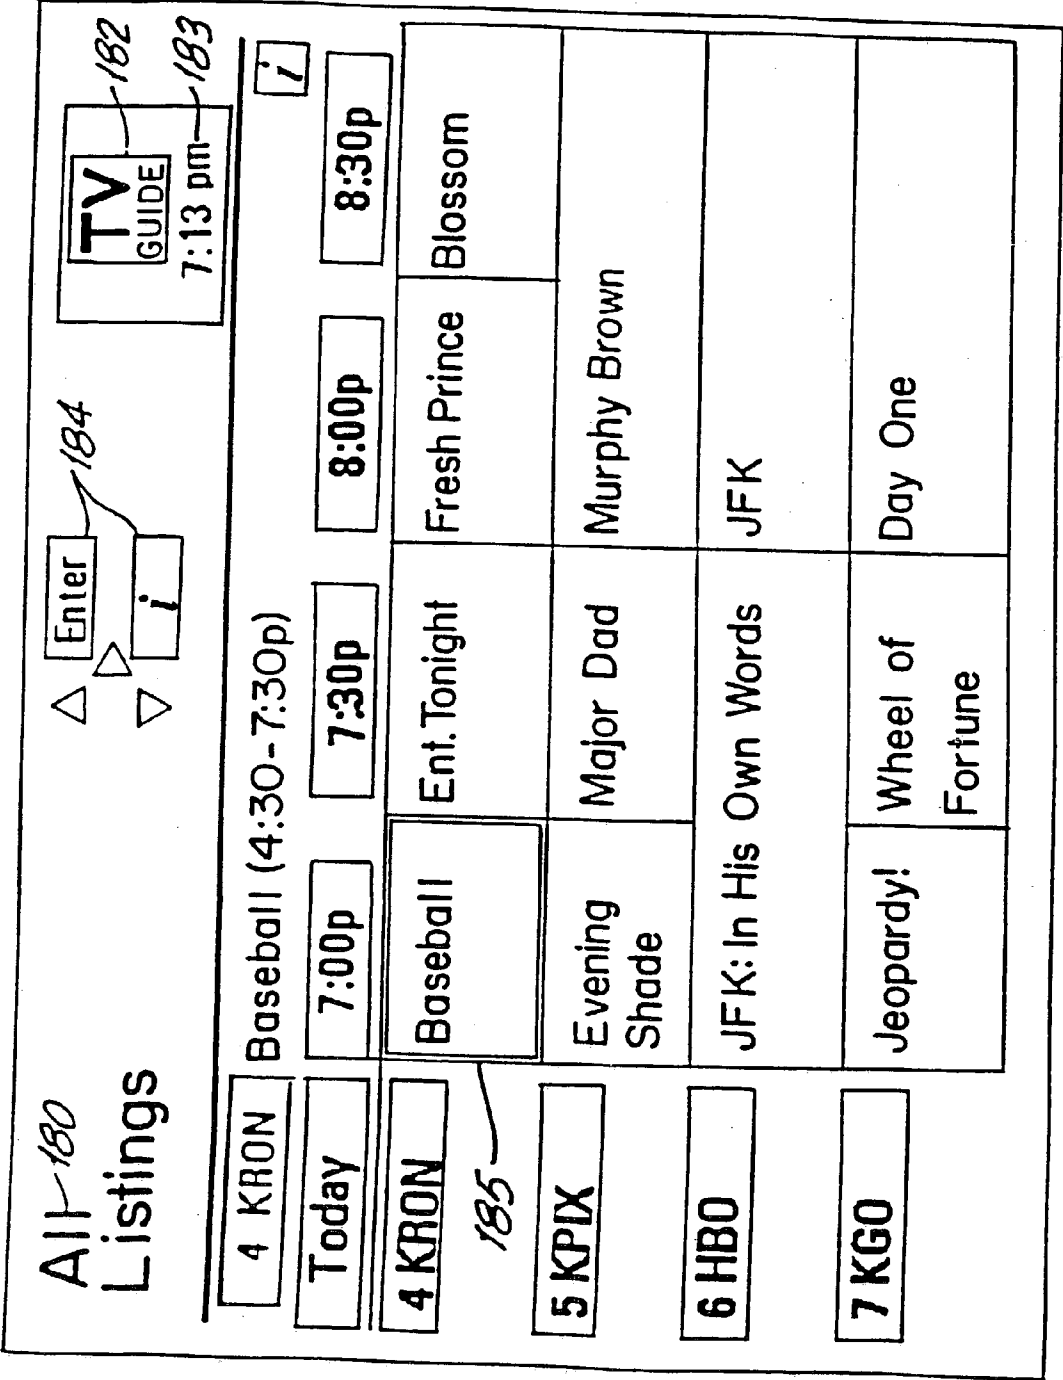 All 180
Listings
Enter
i
184
TV
GUIDE
182
7:13 pm 183
4 KRON Baseball (4:30-7:30p) i
Today 7:00p 7:30p 8:00p 8:30p
4 KRON Baseball Ent. Tonight Fresh Prince Blossom
185
5 KPIX Evening Shade Major Dad Murphy Brown
6 HBO JFK: In His Own Words JFK
7 KGO Jeopardy! Wheel of Fortune Day One